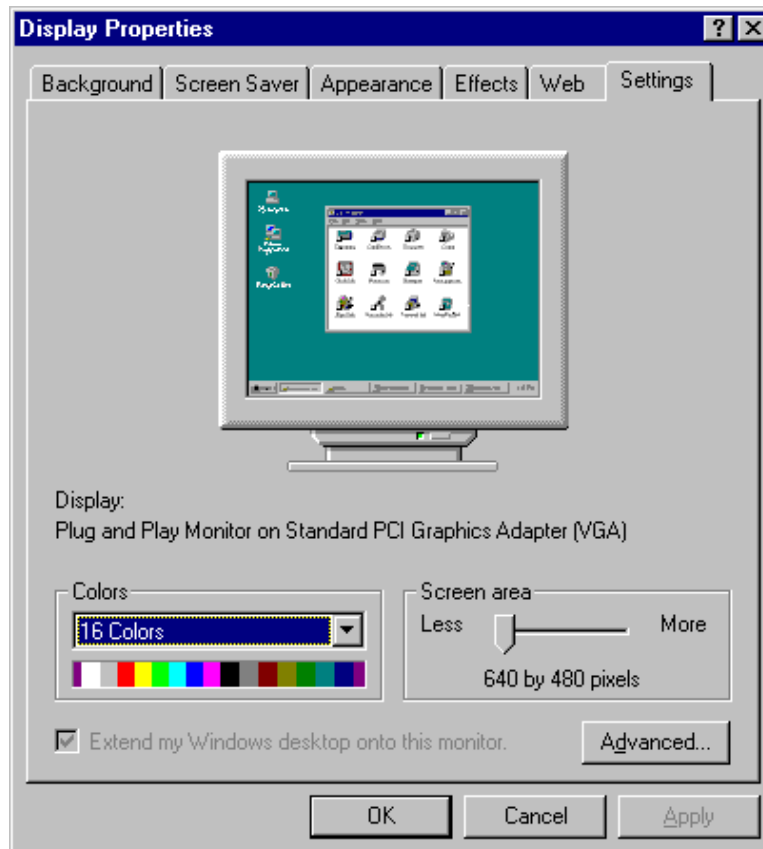 Display Properties
Background Screen Saver Appearance Effects Web Settings
Display:
Plug and Play Monitor on Standard PCI Graphics Adapter (VGA)
Colors
16 Colors
Screen area
Less More
640 by 480 pixels
Extend my Windows desktop onto this monitor.
Advanced...
OK Cancel Apply